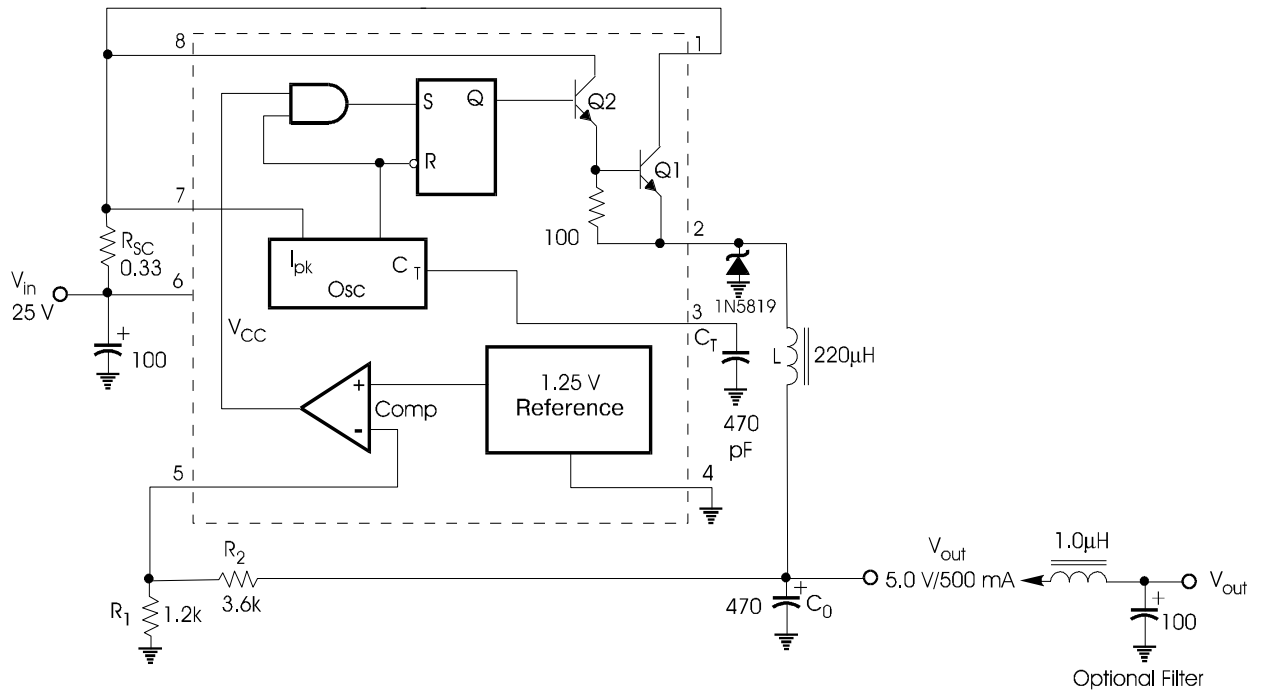 8
1
S
Q
Q2
R
Q1
7
100
2
R_SC
0.33
I_pk
C_T
Osc
V_in
25 V
6
1N5819
3
C_T
V_CC
+
100
L
220μH
1.25 V
Reference
+
Comp
-
470
pF
5
4
R_2
V_out
1.0μH
5.0 V/500 mA
V_out
R_1
1.2k
3.6k
470
+
C_0
+
100
Optional Filter